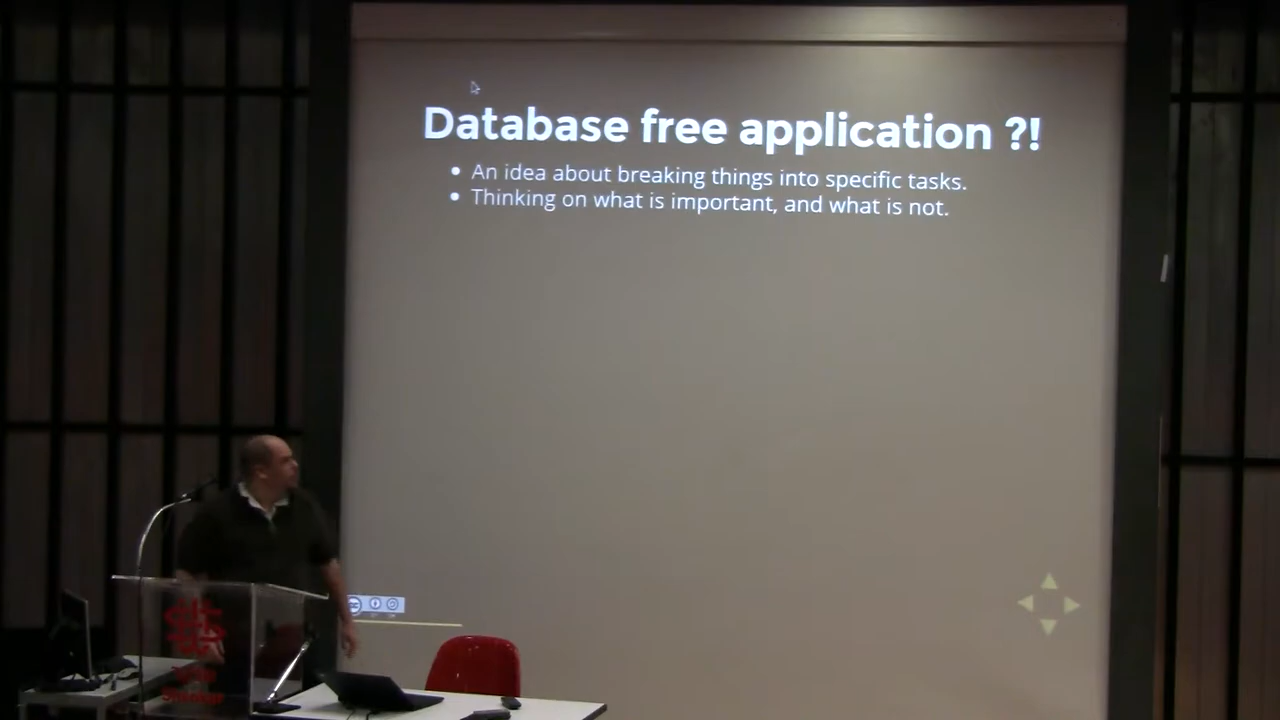 Database free application ?!
An idea about breaking things into specific tasks.
Thinking on what is important, and what is not.
Shenkar